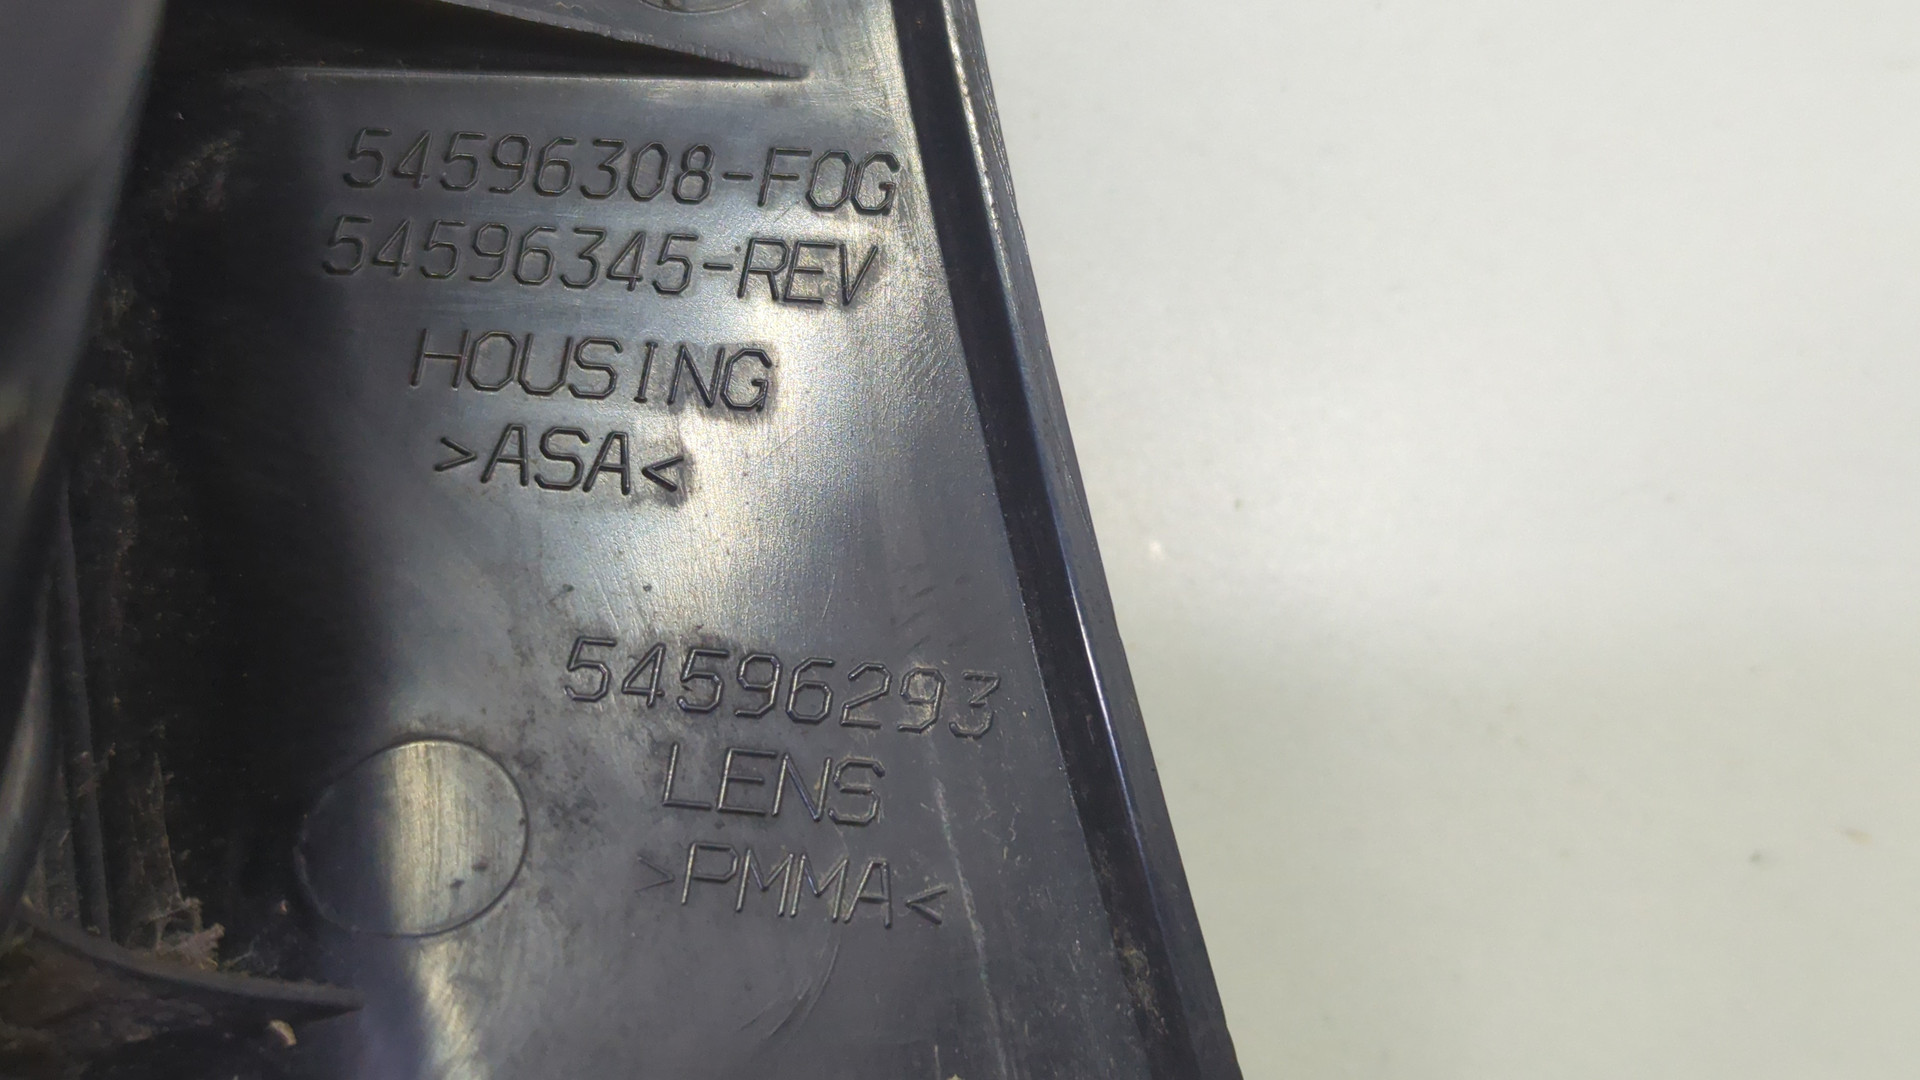 54596308-FOG
54596345-REV
HOUSING
>ASA<
54596293
LENS
>PMMA<